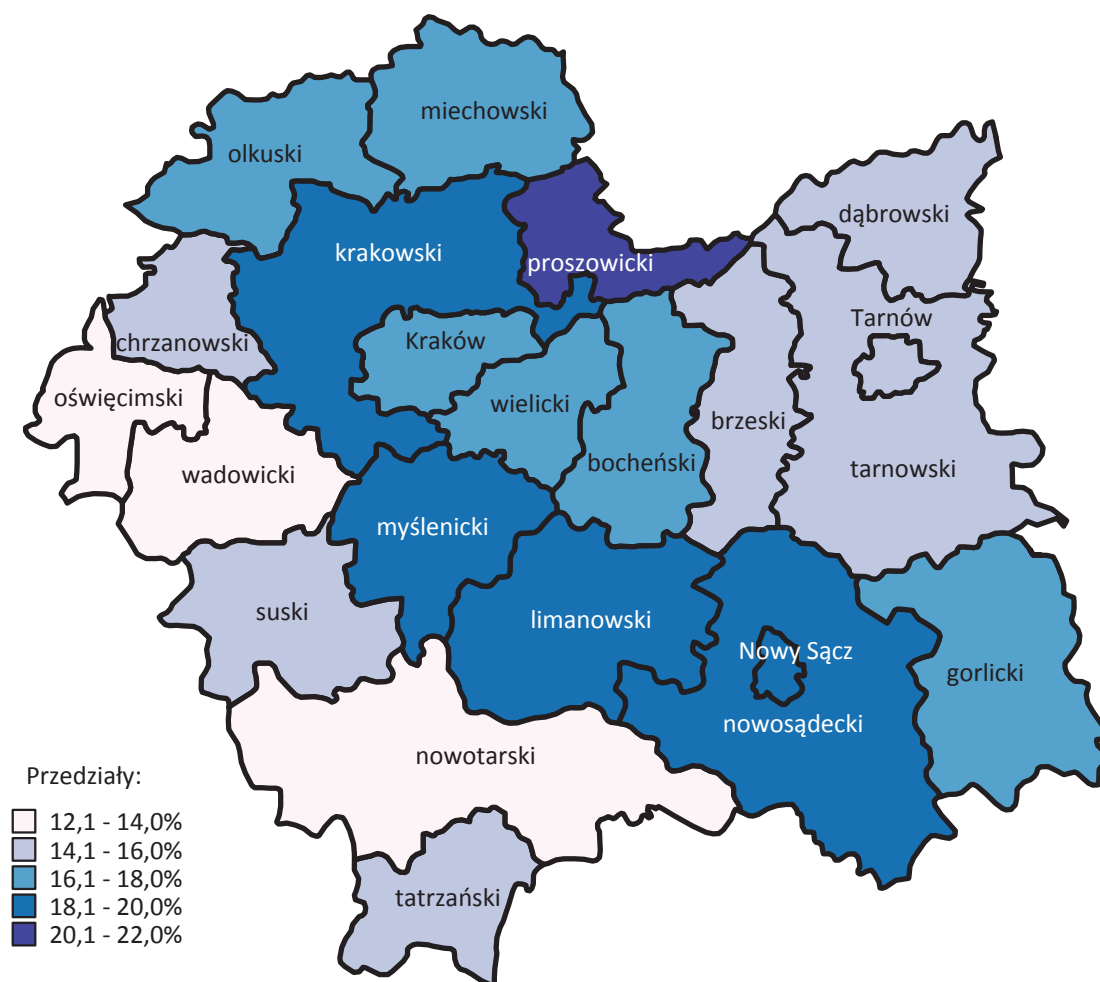 miechowski
olkuski
dąbrowski
krakowski
proszowicki
Tarnów
Kraków
chrzanowski
oświęcimski
wielicki
brzeski
bocheński
tarnowski
wadowicki
myślenicki
suski
limanowski
Nowy Sącz
gorlicki
nowosądecki
nowotarski
tatrzański
Przedziały:
12,1 - 14,0%
14,1 - 16,0%
16,1 - 18,0%
18,1 - 20,0%
20,1 - 22,0%